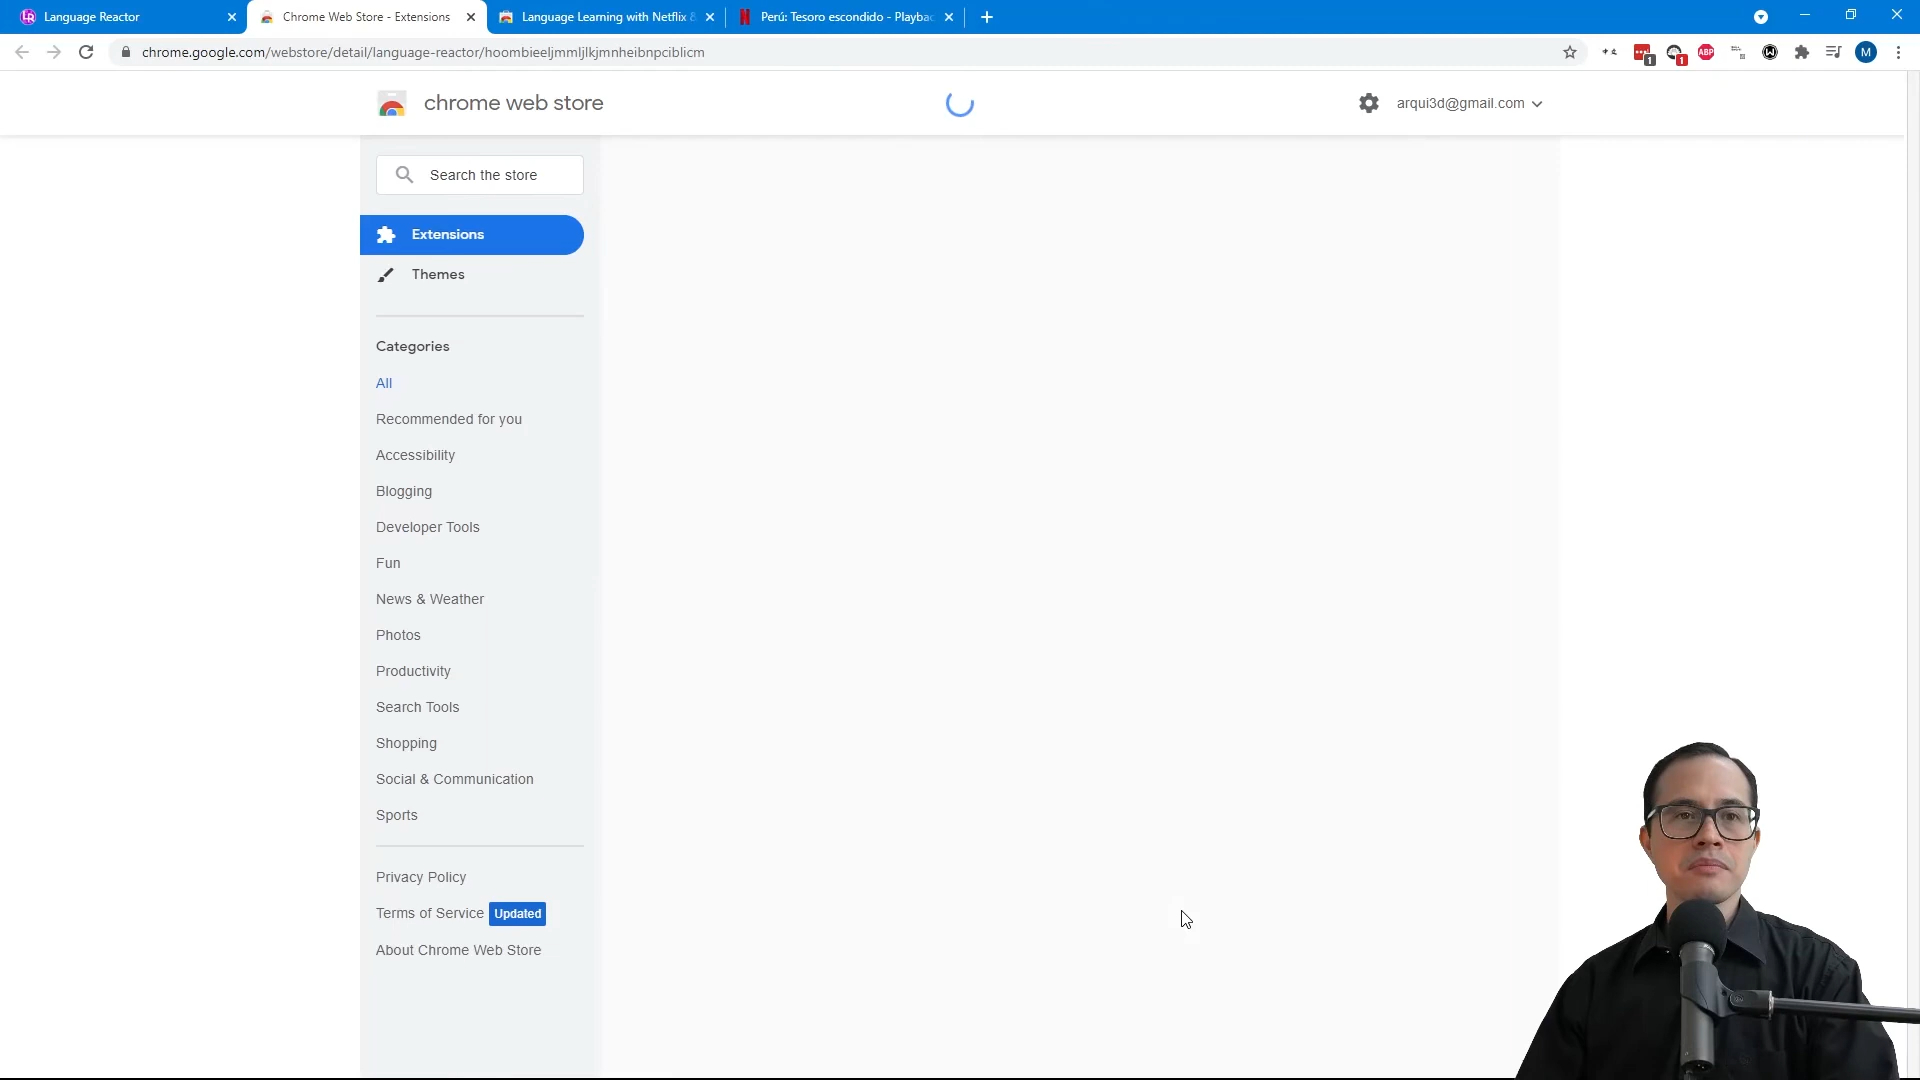 Language Reactor
Chrome Web Store - Extensions
Language Learning with Netflix &
Perú: Tesoro escondido - Playbac
chrome.google.com/webstore/detail/language-reactor/hoombieeljmmljlkjmnheibnpciblicm
1
1
ABP
M
chrome web store
arqui3d@gmail.com
Search the store
Extensions
Themes
Categories
All
Recommended for you
Accessibility
Blogging
Developer Tools
Fun
News & Weather
Photos
Productivity
Search Tools
Shopping
Social & Communication
Sports
Privacy Policy
Terms of Service Updated
About Chrome Web Store